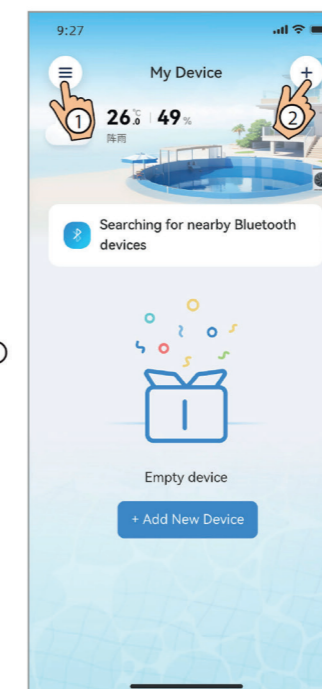 9:27
My Device
1
2
26.0℃ 49%
阵雨
Searching for nearby Bluetooth
devices
Empty device
+ Add New Device